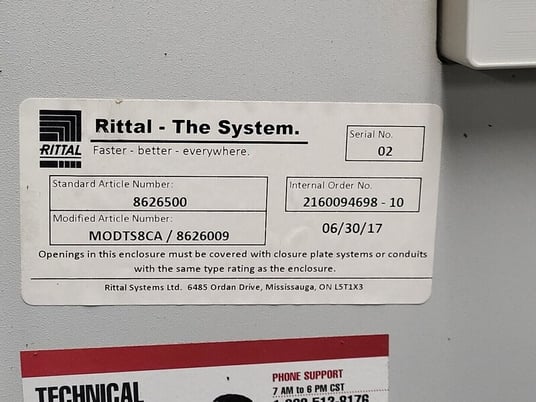 RITTAL
Rittal - The System.
Faster - better - everywhere.
Serial No.
02
Standard Article Number:
8626500
Modified Article Number:
MODTS8CA / 8626009
Internal Order No.
2160094698 - 10
06/30/17
Openings in this enclosure must be covered with closure plate systems or conduits
with the same type rating as the enclosure.
Rittal Systems Ltd. 6485 Ordan Drive, Mississauga, ON L5T1X3
TECHNICAL
PHONE SUPPORT
7 AM to 6 PM CST